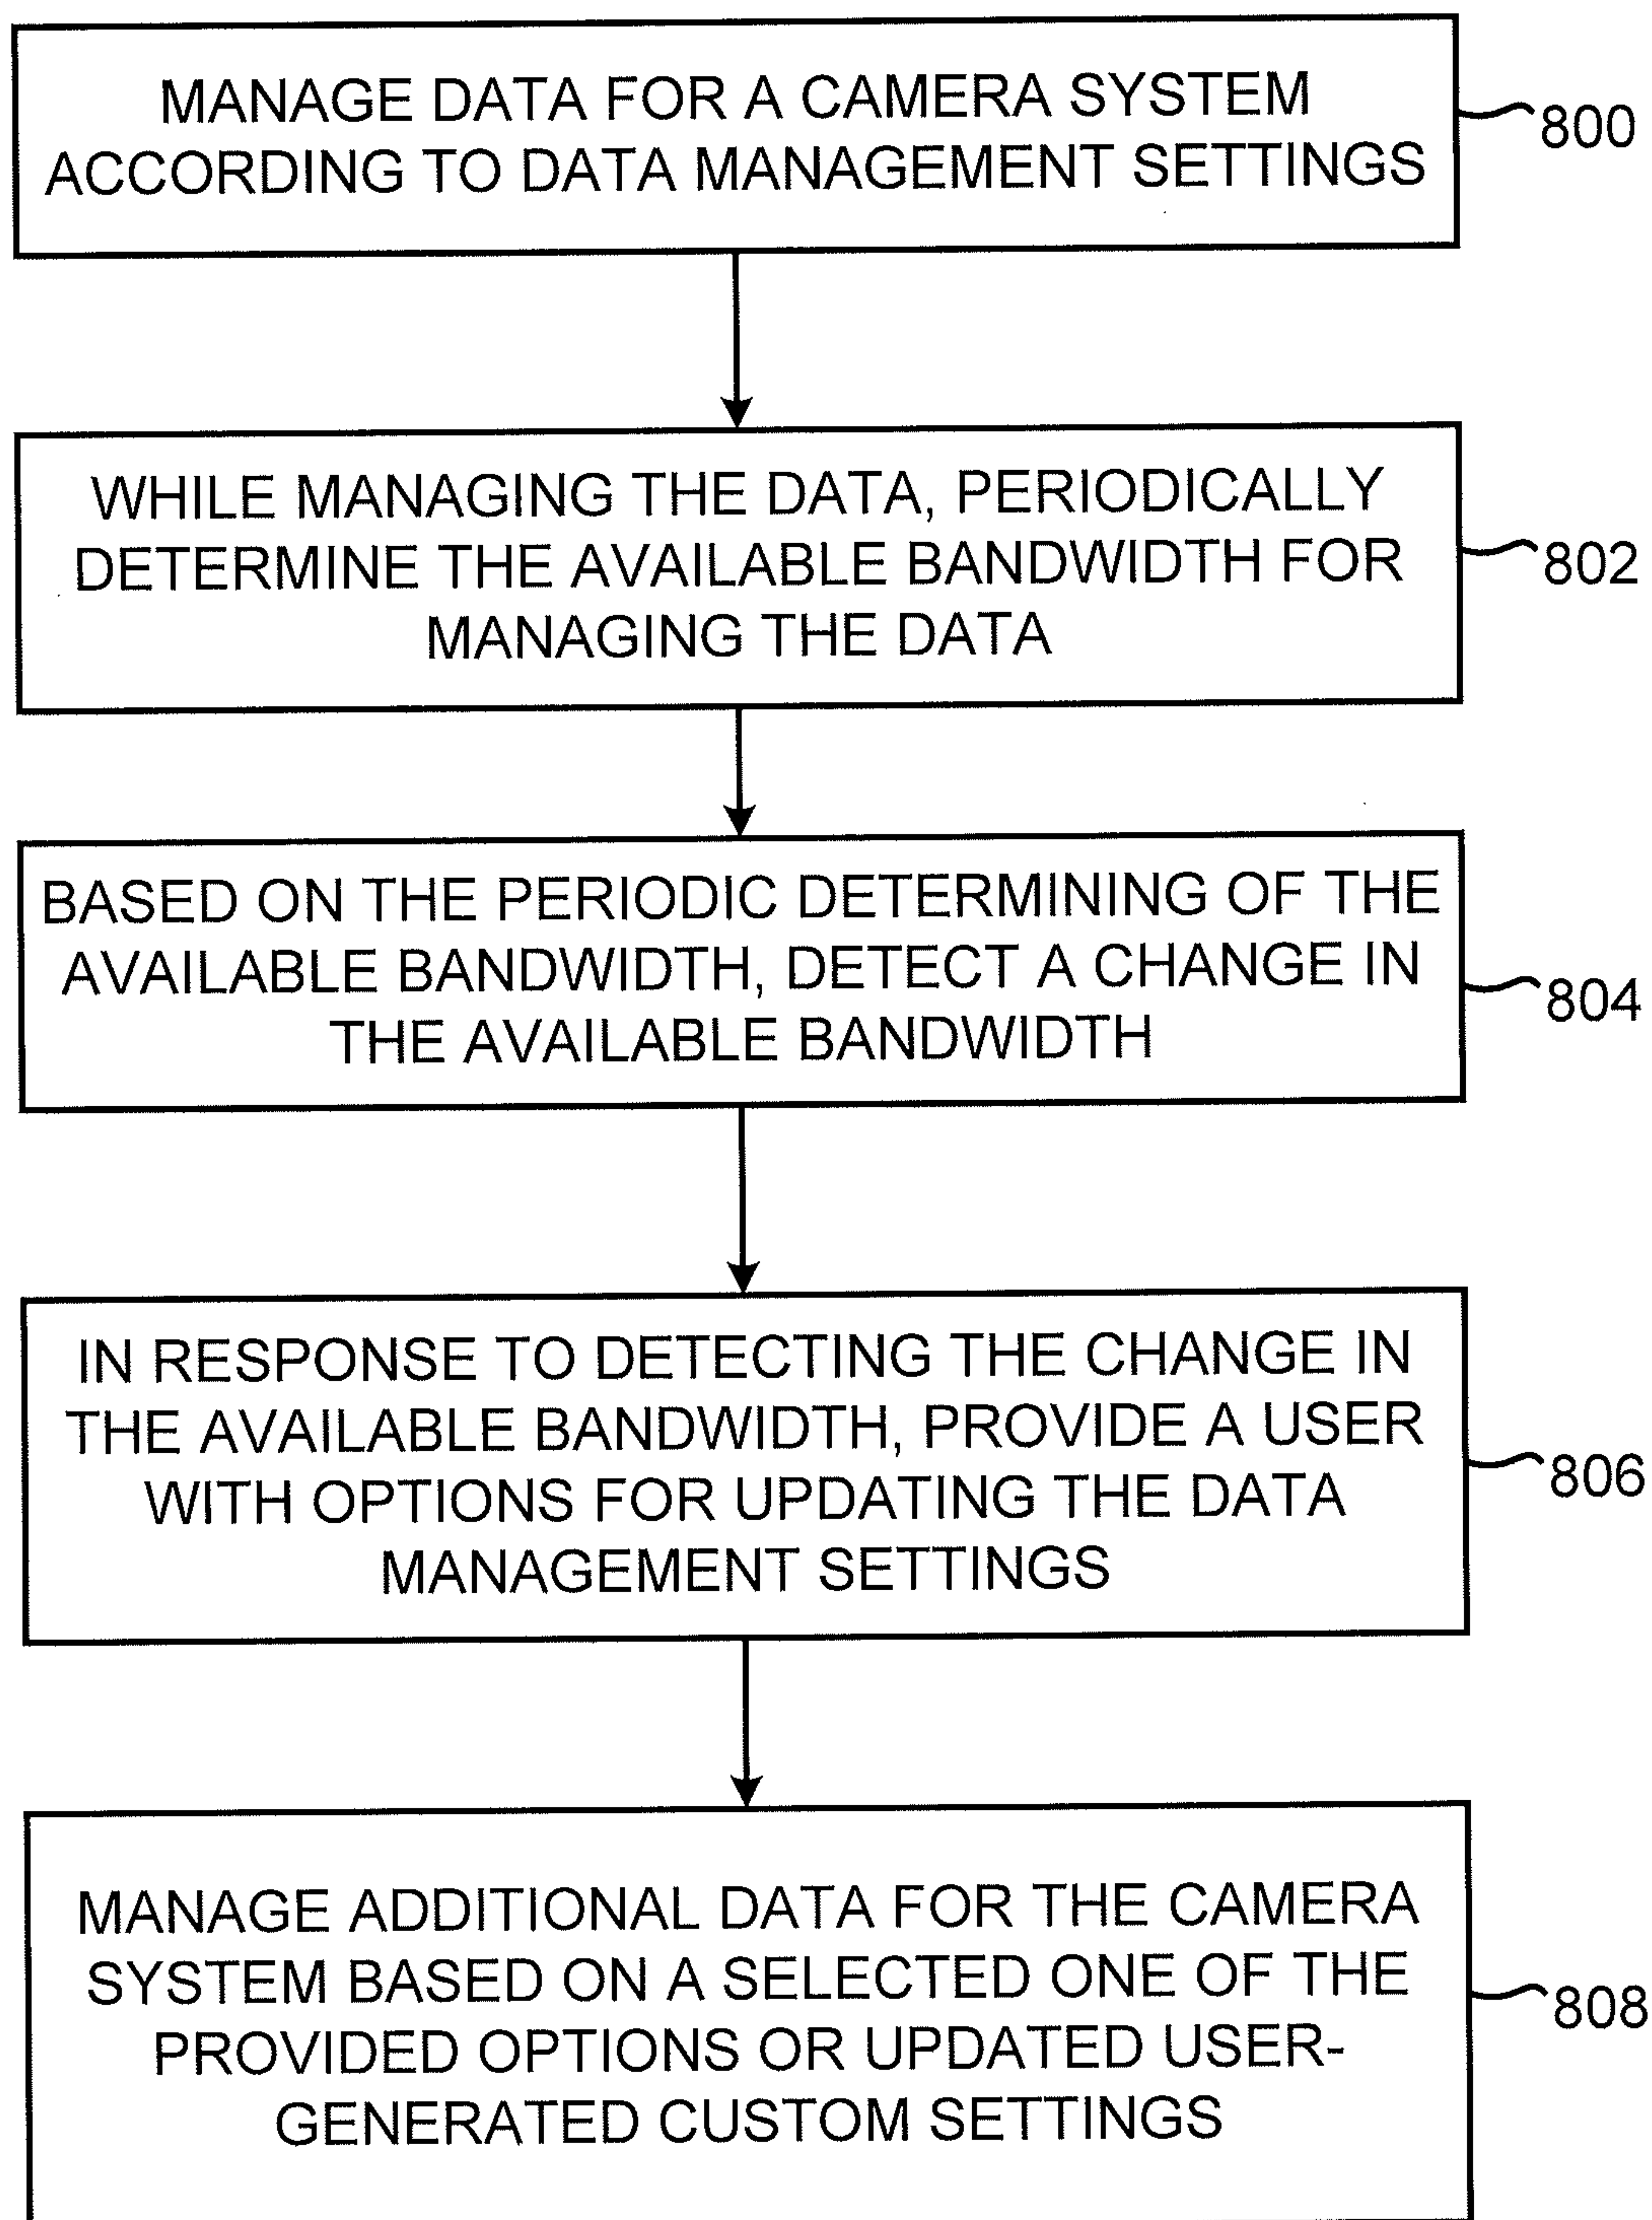 MANAGE DATA FOR A CAMERA SYSTEM
ACCORDING TO DATA MANAGEMENT SETTINGS
800
WHILE MANAGING THE DATA, PERIODICALLY
DETERMINE THE AVAILABLE BANDWIDTH FOR
MANAGING THE DATA
802
BASED ON THE PERIODIC DETERMINING OF THE
AVAILABLE BANDWIDTH, DETECT A CHANGE IN
THE AVAILABLE BANDWIDTH
804
IN RESPONSE TO DETECTING THE CHANGE IN
THE AVAILABLE BANDWIDTH, PROVIDE A USER
WITH OPTIONS FOR UPDATING THE DATA
MANAGEMENT SETTINGS
806
MANAGE ADDITIONAL DATA FOR THE CAMERA
SYSTEM BASED ON A SELECTED ONE OF THE
PROVIDED OPTIONS OR UPDATED USER-
GENERATED CUSTOM SETTINGS
808